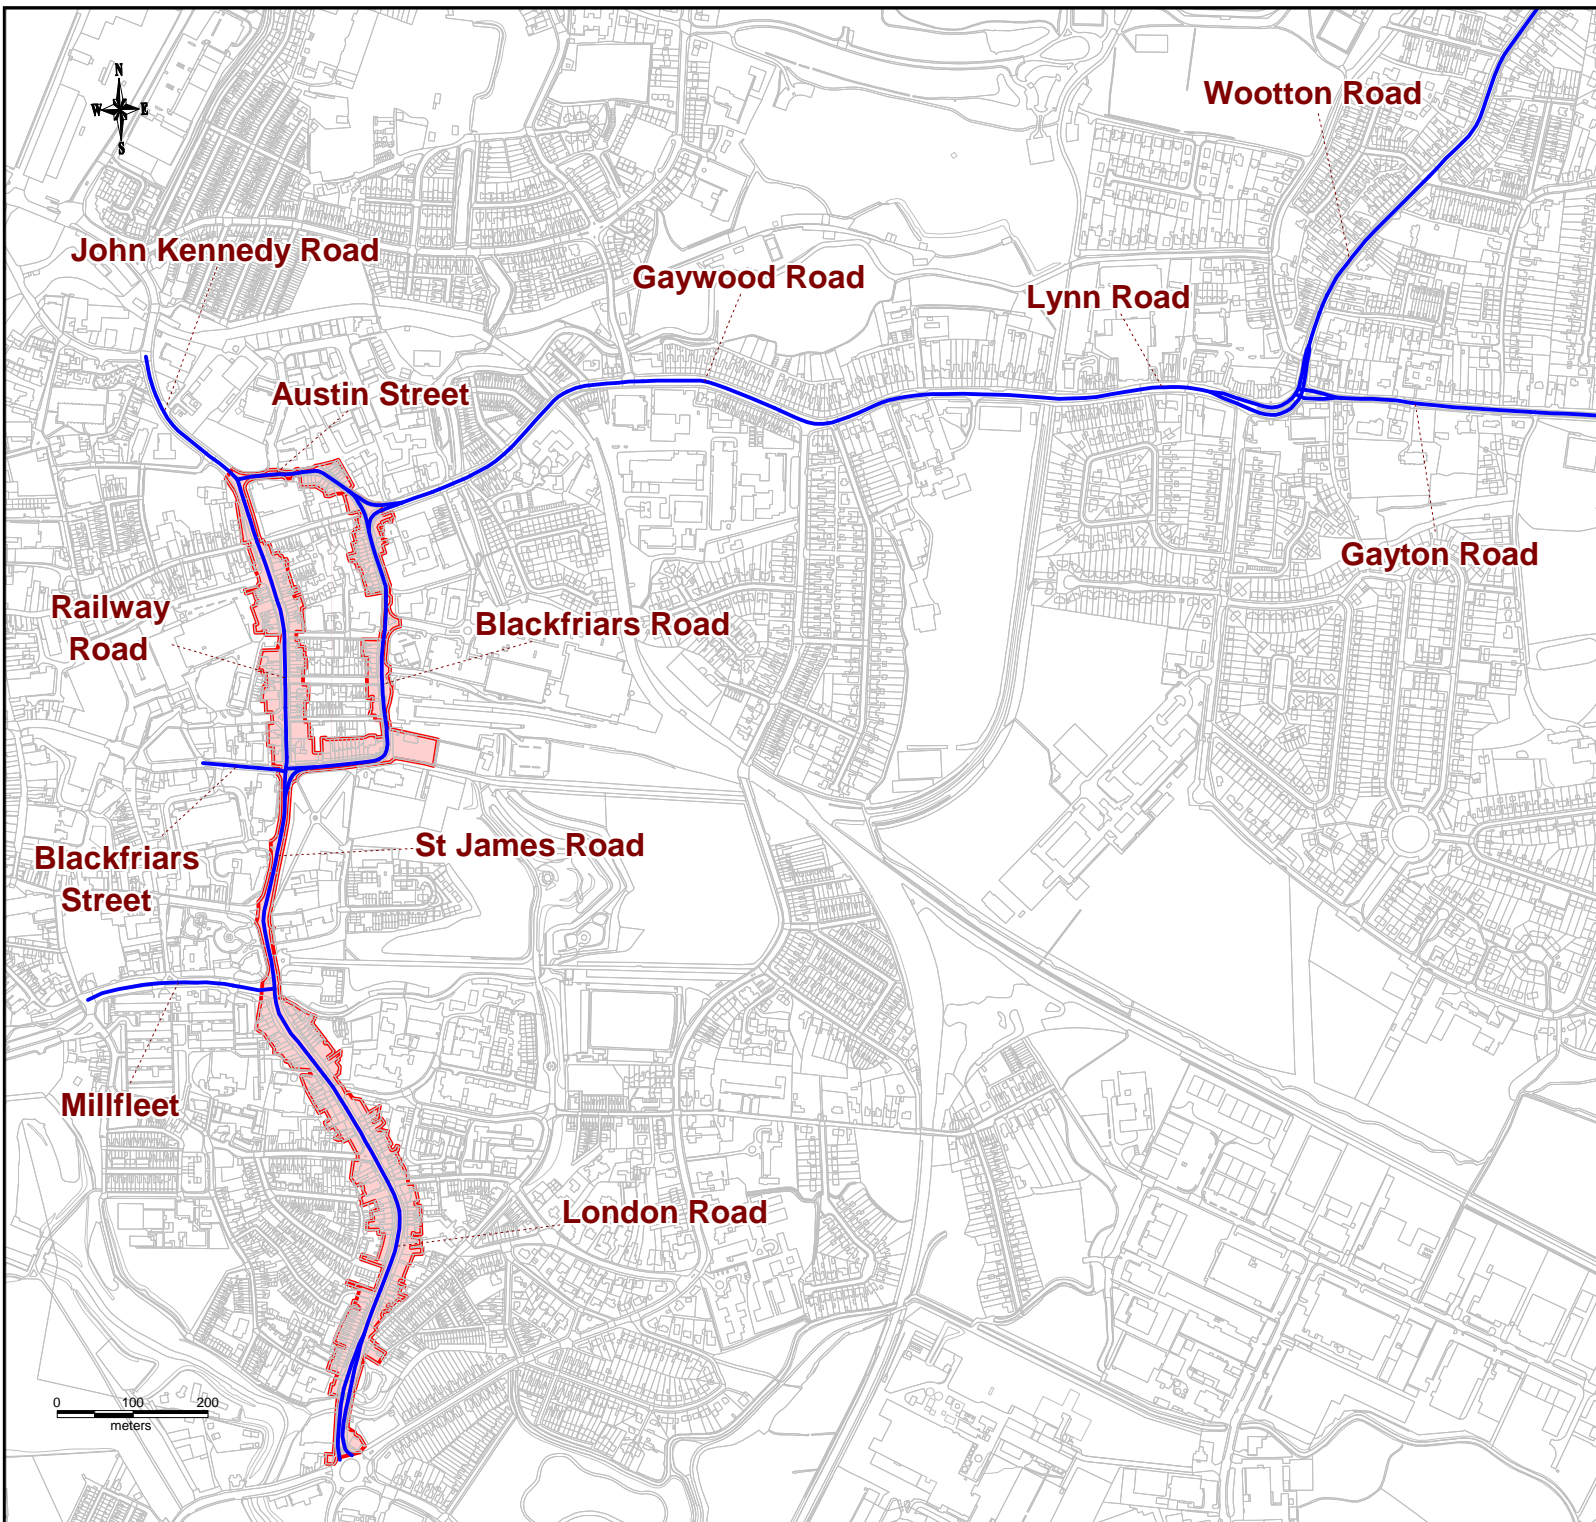 N
W E
S
Wootton Road
John Kennedy Road
Gaywood Road
Lynn Road
Austin Street
Gayton Road
Railway
Road
Blackfriars Road
St James Road
Blackfriars
Street
Millfleet
London Road
0 100 200
meters